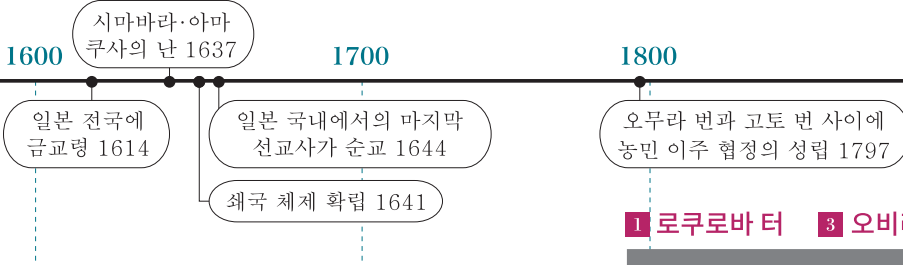 시마바라·아마
쿠사의 난 1637
1600
1700
1800
일본 전국에
금교령 1614
일본 국내에서의 마지막
선교사가 순교 1644
오무라 번과 고토 번 사이에
농민 이주 협정의 성립 1797
쇄국 체제 확립 1641
1 로쿠로바 터
3 오비